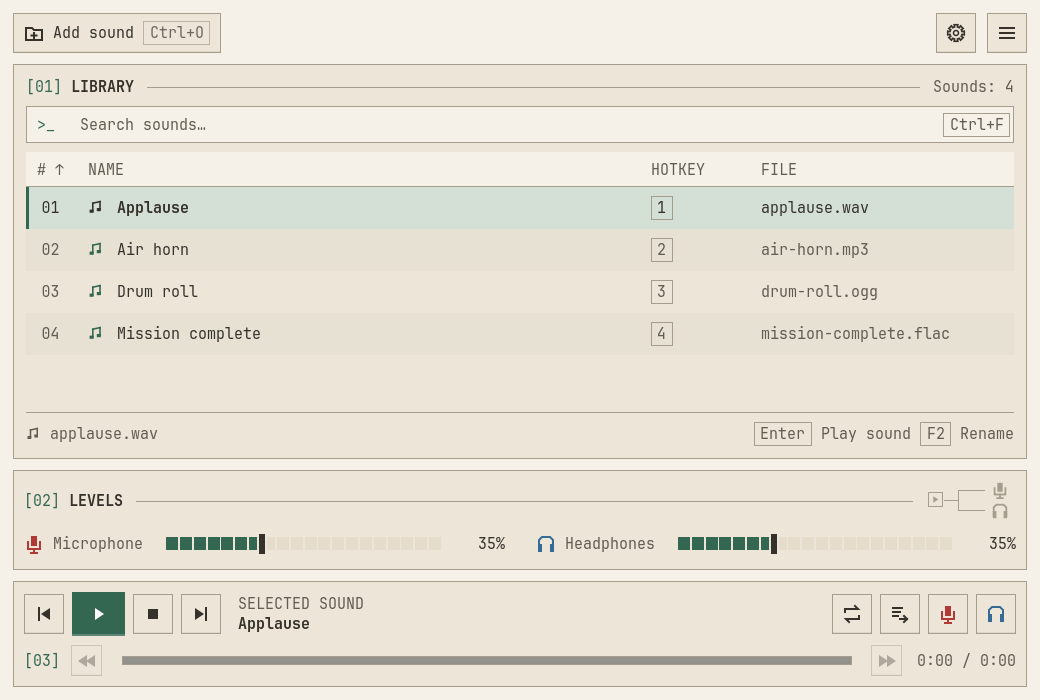 Add sound Ctrl+O
[01] LIBRARY Sounds: 4
>_ Search sounds… Ctrl+F
# ↑ NAME HOTKEY FILE
01 Applause 1 applause.wav
02 Air horn 2 air-horn.mp3
03 Drum roll 3 drum-roll.ogg
04 Mission complete 4 mission-complete.flac
applause.wav Enter Play sound F2 Rename
[02] LEVELS
Microphone 35% Headphones 35%
SELECTED SOUND
Applause
[03] 0:00 / 0:00